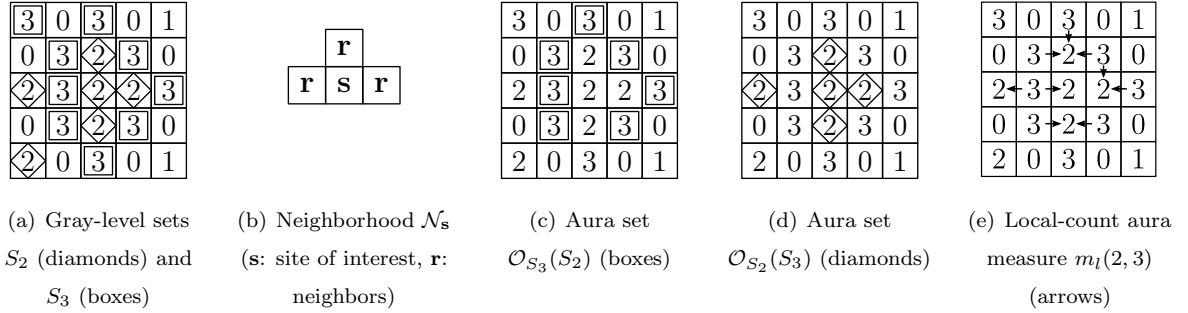 3 0 3 0 1
0 3 2 3 0
2 3 2 2 3
0 3 2 3 0
2 0 3 0 1
r
r s r
3 0 3 0 1
0 3 2 3 0
2 3 2 2 3
0 3 2 3 0
2 0 3 0 1
3 0 3 0 1
0 3 2 3 0
2 3 2 2 3
0 3 2 3 0
2 0 3 0 1
3 0 3 0 1
0 3 2 3 0
2 3 2 2 3
0 3 2 3 0
2 0 3 0 1
(a) Gray-level sets
S₂ (diamonds) and
S₃ (boxes)
(b) Neighborhood 𝒩ₛ
(s: site of interest, r:
neighbors)
(c) Aura set
𝒪_{S₃}(S₂) (boxes)
(d) Aura set
𝒪_{S₂}(S₃) (diamonds)
(e) Local-count aura
measure mₗ(2, 3)
(arrows)